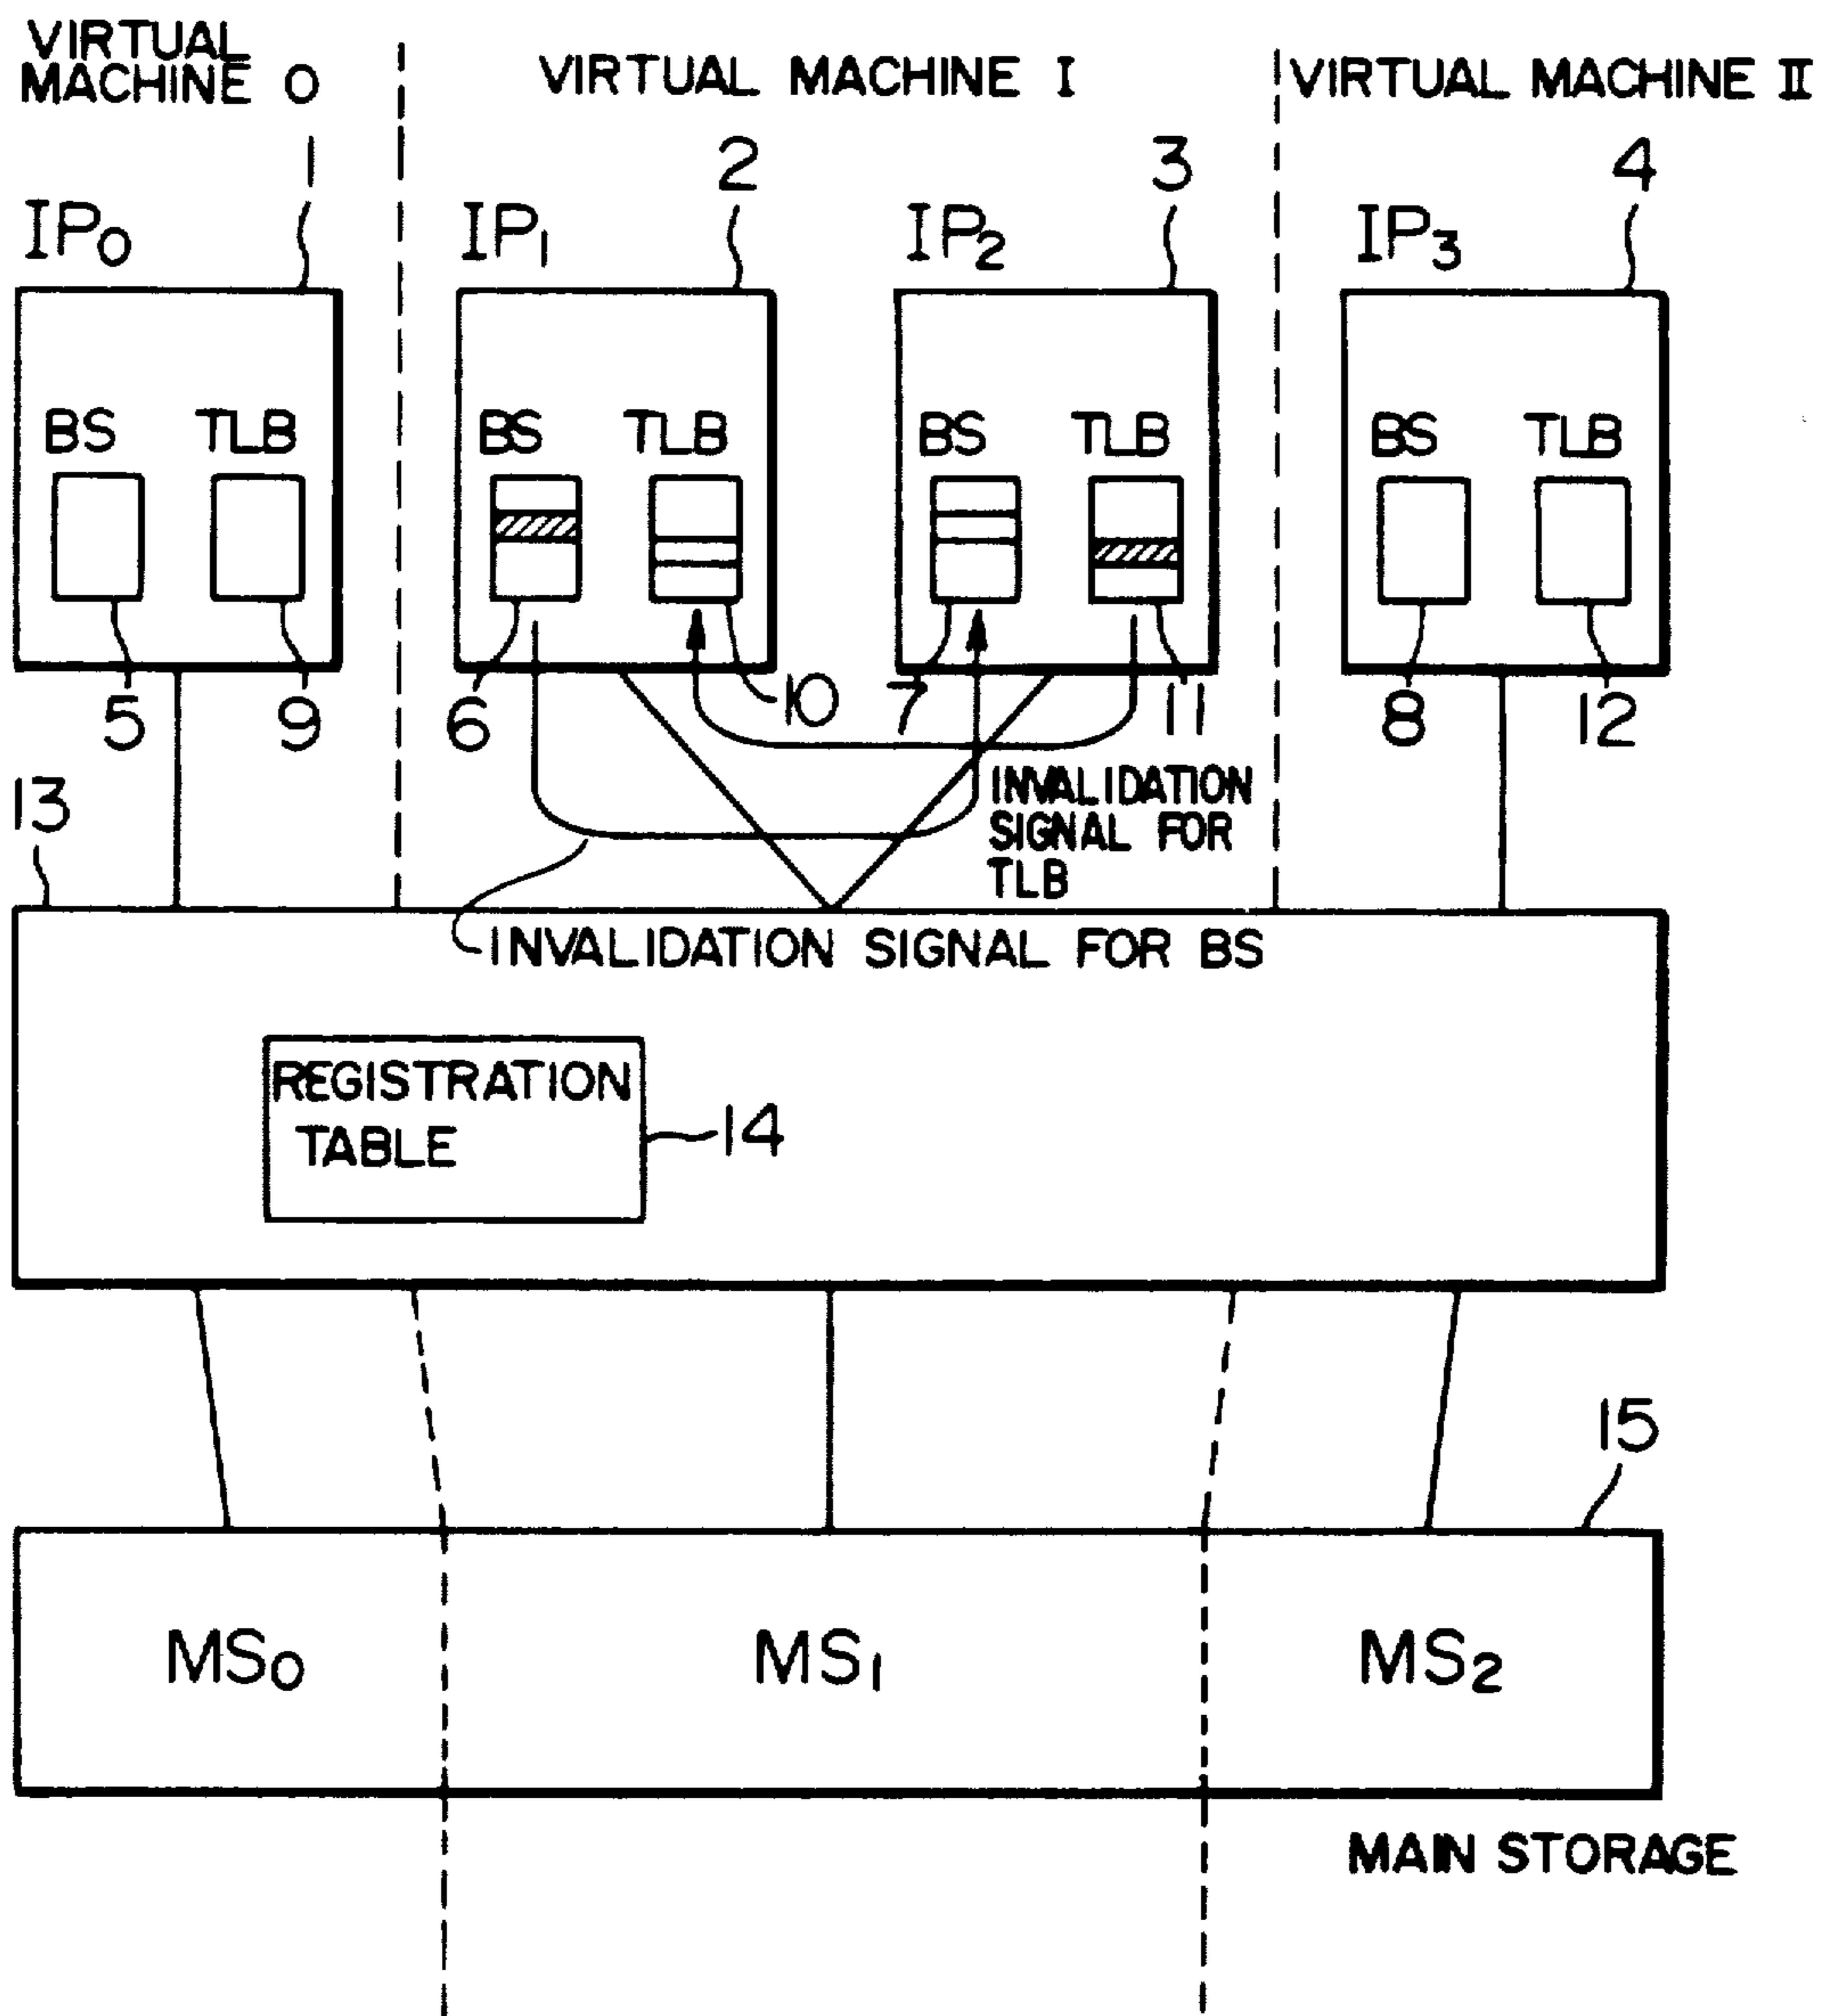 VIRTUAL
MACHINE 0
VIRTUAL MACHINE I
VIRTUAL MACHINE II
1
2
3
4
IP0
IP1
IP2
IP3
BS TLB
BS TLB
BS TLB
BS TLB
5
9
6
10
7
11
8
12
13
INVALIDATION
SIGNAL FOR
TLB
INVALIDATION SIGNAL FOR BS
REGISTRATION
TABLE
14
15
MS0
MS1
MS2
MAIN STORAGE